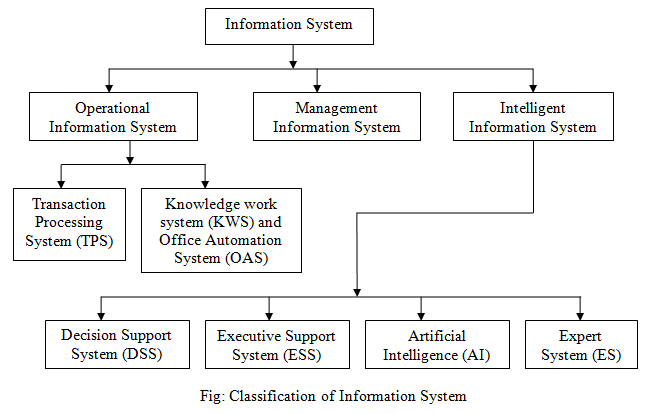 Information System
Operational
Information System
Management
Information System
Intelligent
Information System
Transaction
Processing
System (TPS)
Knowledge work
system (KWS) and
Office Automation
System (OAS)
Decision Support
System (DSS)
Executive Support
System (ESS)
Artificial
Intelligence (AI)
Expert
System (ES)
Fig: Classification of Information System